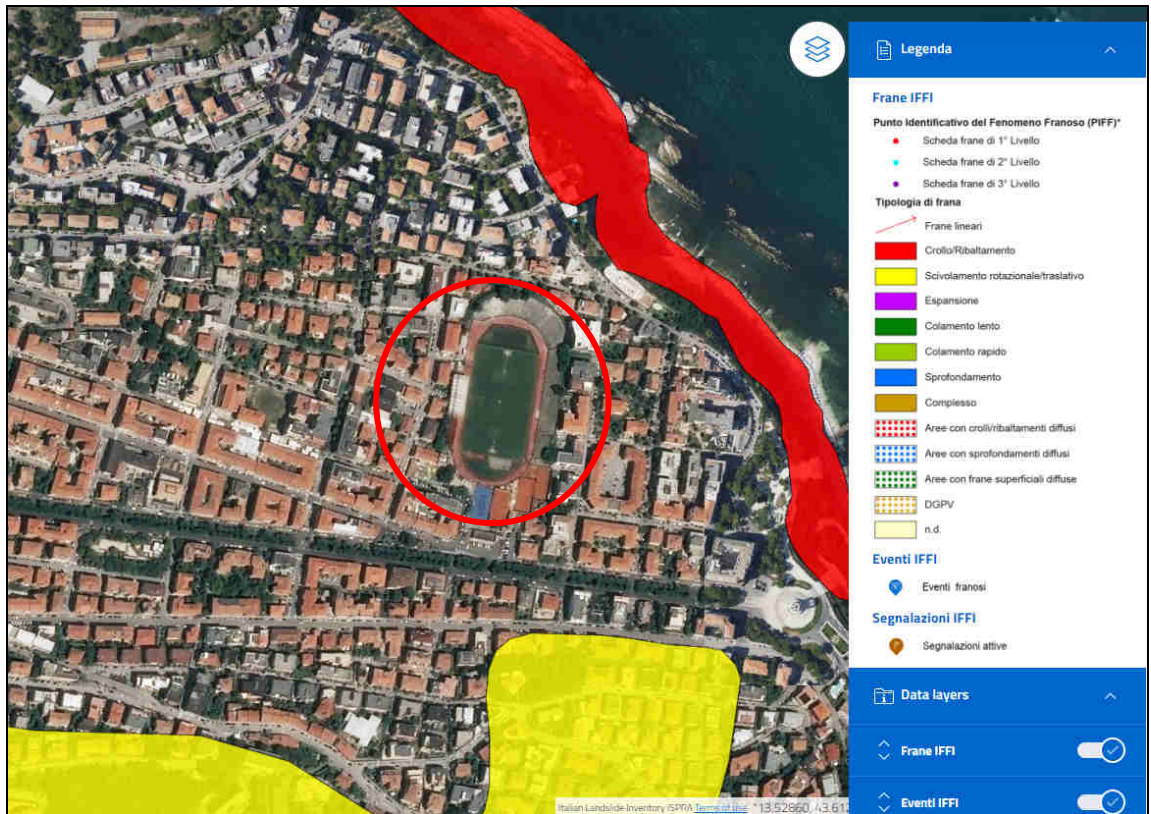 Legenda
Frane IFFI
Punto Identificativo del Fenomeno Franoso (PIFF)*
Scheda frane di 1° Livello
Scheda frane di 2° Livello
Scheda frane di 3° Livello
Tipologia di frana
Frane lineari
Crollo/Ribaltamento
Scivolamento rotazionale/traslativo
Espansione
Colamento lento
Colamento rapido
Sprofondamento
Complesso
Aree con crolli/ribaltamenti diffusi
Aree con sprofondamenti diffusi
Aree con frane superficiali diffuse
DGPV
n.d.
Eventi IFFI
Eventi franosi
Segnalazioni IFFI
Segnalazioni attive
Data layers
Frane IFFI
Eventi IFFI
Italian Landslide Inventory ISPRA Terms of use 13.52860, 43.612